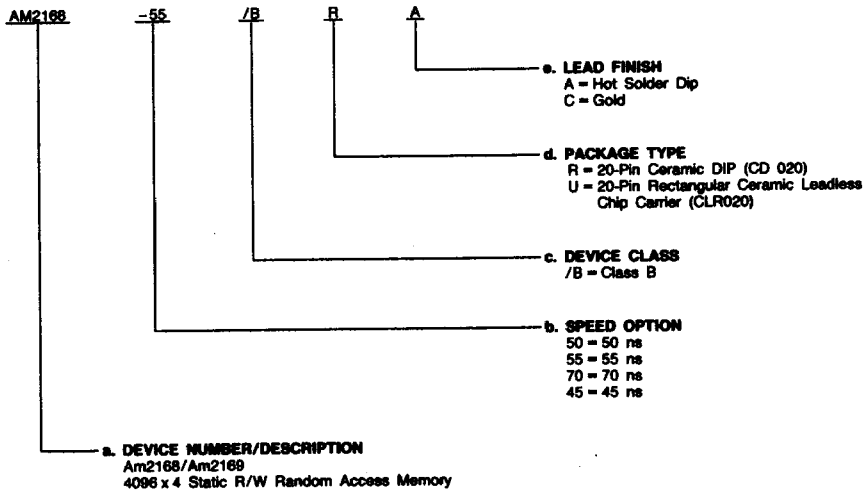 AM2168 -55 /B R A
e. LEAD FINISH
A = Hot Solder Dip
C = Gold
d. PACKAGE TYPE
R = 20-Pin Ceramic DIP (CD 020)
U = 20-Pin Rectangular Ceramic Leadless
Chip Carrier (CLR020)
c. DEVICE CLASS
/B = Class B
b. SPEED OPTION
50 = 50 ns
55 = 55 ns
70 = 70 ns
45 = 45 ns
a. DEVICE NUMBER/DESCRIPTION
Am2168/Am2169
4096 x 4 Static R/W Random Access Memory